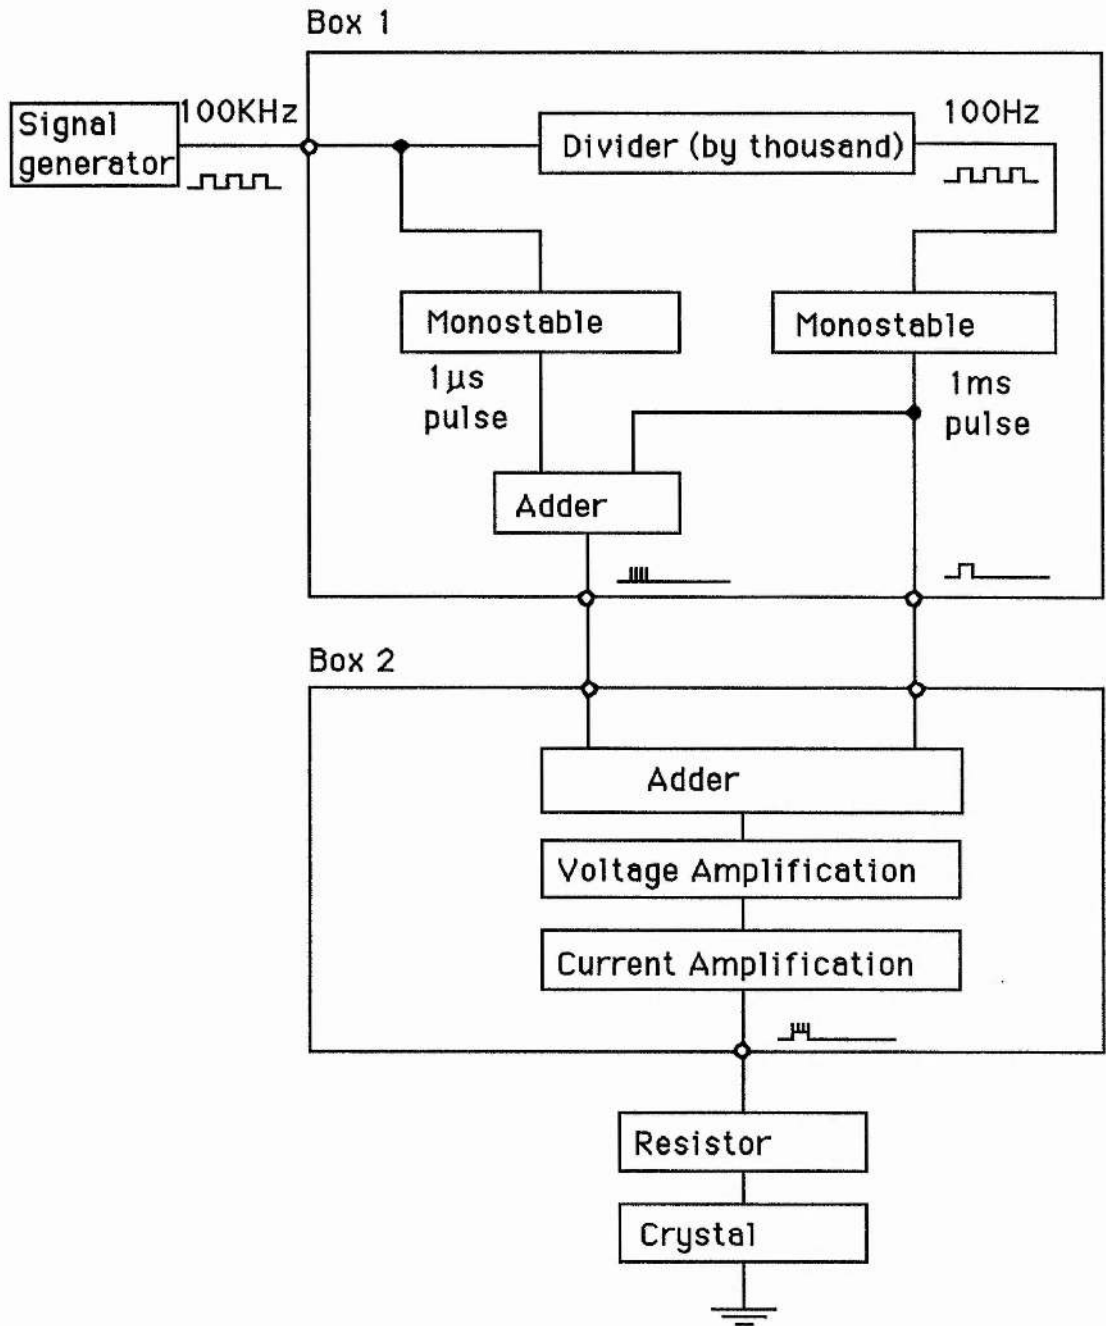 Box 1
Signal
generator
100KHz
Divider (by thousand)
100Hz
Monostable
Monostable
1µs
pulse
1ms
pulse
Adder
Box 2
Adder
Voltage Amplification
Current Amplification
Resistor
Crystal